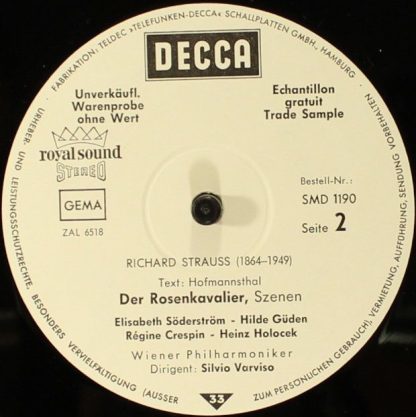 FABRIKATION: TELDEC »TELEFUNKEN-DECCA« SCHALLPLATTEN GMBH, HAMBURG
DECCA
Unverkäufl.
Warenprobe
ohne Wert
Echantillon
gratuit
Trade Sample
royal sound
STEREO
GEMA
ZAL 6518
Bestell-Nr.:
SMD 1190
Seite 2
RICHARD STRAUSS (1864–1949)
Text: Hofmannsthal
Der Rosenkavalier, Szenen
Elisabeth Söderström - Hilde Güden
Régine Crespin - Heinz Holocek
Wiener Philharmoniker
Dirigent: Silvio Varviso
33
URHEBER- UND LEISTUNGSSCHUTZRECHTE, BESONDERS VERVIELFÄLTIGUNG (AUSSER
ZUM PERSÖNLICHEN GEBRAUCH), VERMIETUNG, AUFFÜHRUNG, SENDUNG VORBEHALTEN